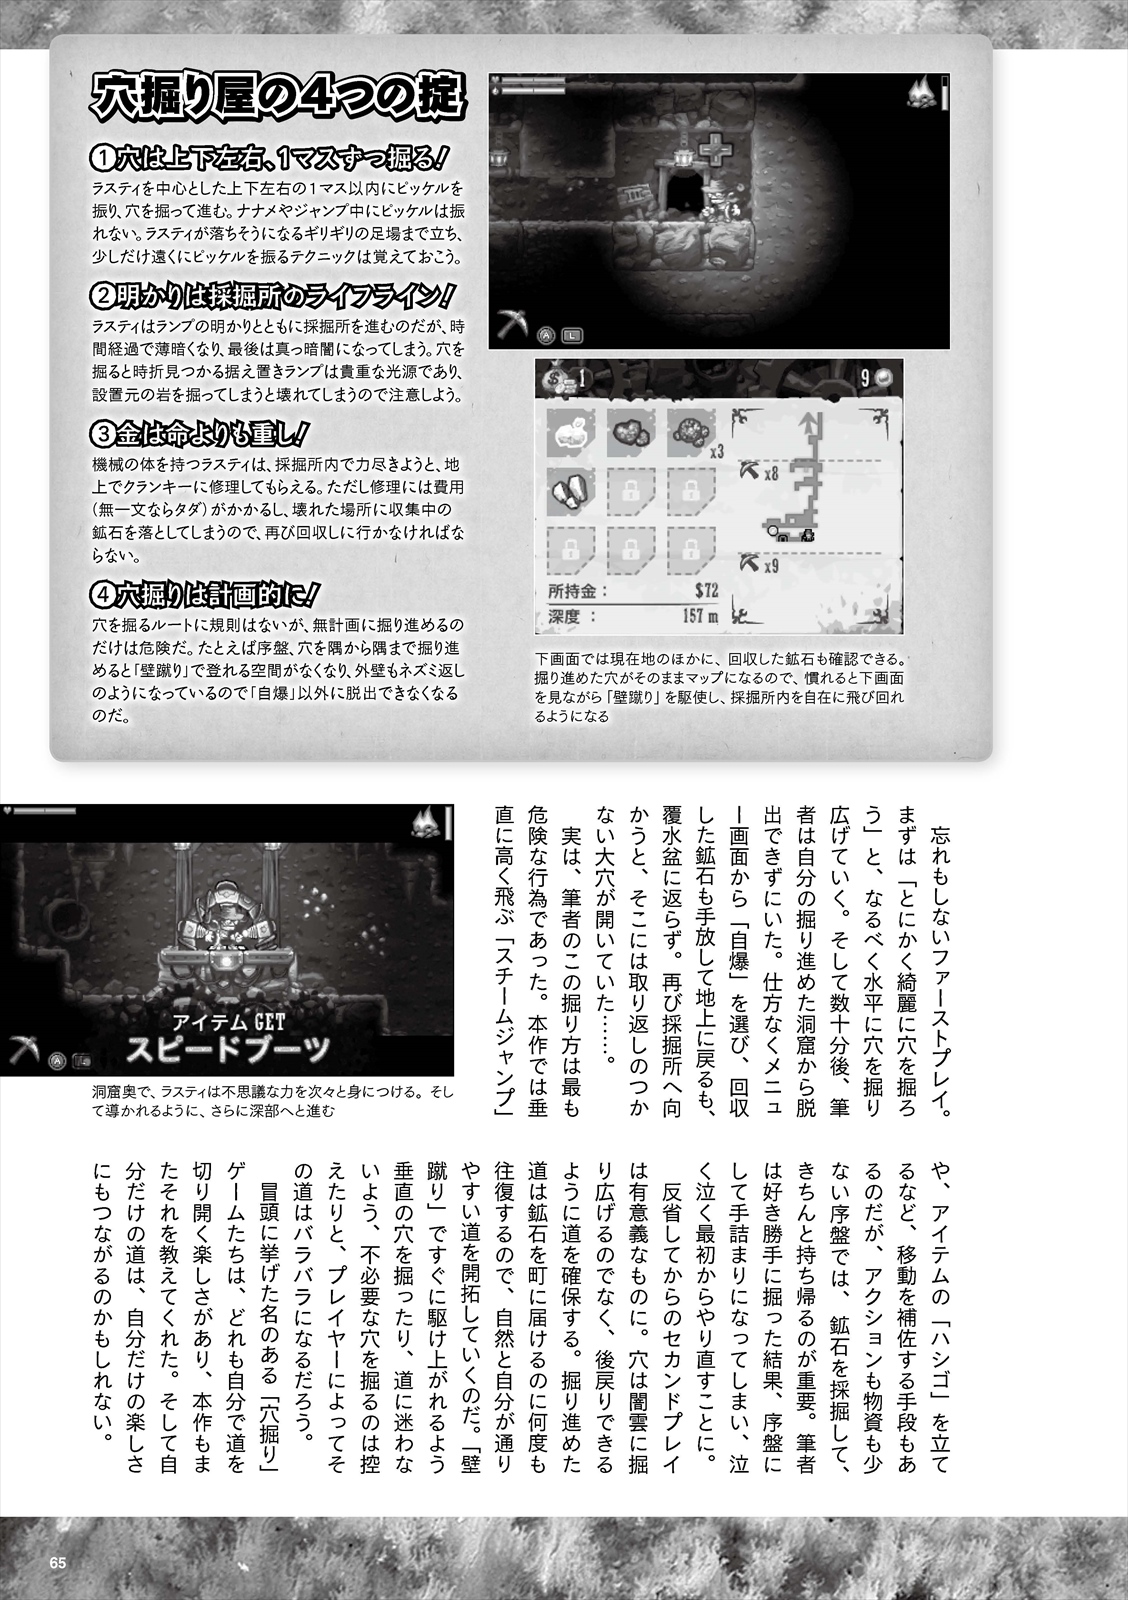 穴掘り屋の4つの掟
①穴は上下左右、1マスずつ掘る!
ラスティを中心とした上下左右の1マス以内にピッケルを
振り、穴を掘って進む。ナナメやジャンプ中にピッケルは振
れない。ラスティが落ちそうになるギリギリの足場まで立ち、
少しだけ遠くにピッケルを振るテクニックは覚えておこう。
②明かりは採掘所のライフライン!
ラスティはランプの明かりとともに採掘所を進むのだが、時
間経過で薄暗くなり、最後は真っ暗闇になってしまう。穴を
掘ると時折見つかる据え置きランプは貴重な光源であり、
設置元の岩を掘ってしまうと壊れてしまうので注意しよう。
③金は命よりも重し!
機械の体を持つラスティは、採掘所内で力尽きようと、地
上でクランキーに修理してもらえる。ただし修理には費用
(無一文ならタダ)がかかるし、壊れた場所に収集中の
鉱石を落としてしまうので、再び回収しに行かなければな
らない。
④穴掘りは計画的に!
穴を掘るルートに規則はないが、無計画に掘り進めるの
だけは危険だ。たとえば序盤、穴を隅から隅まで掘り進
めると「壁蹴り」で登れる空間がなくなり、外壁もネズミ返し
のようになっているので「自爆」以外に脱出できなくなる
のだ。
A L
1
9
x3
x8
x9
所持金: $72
深度: 157 m
下画面では現在地のほかに、回収した鉱石も確認できる。
掘り進めた穴がそのままマップになるので、慣れると下画面
を見ながら「壁蹴り」を駆使し、採掘所内を自在に飛び回れ
るようになる
忘れもしないファーストプレイ。
まずは「とにかく綺麗に穴を掘ろ
う」と、なるべく水平に穴を掘り
広げていく。そして数十分後、筆
者は自分の掘り進めた洞窟から脱
出できずにいた。仕方なくメニュ
ー画面から「自爆」を選び、回収
した鉱石も手放して地上に戻るも、
覆水盆に返らず。再び採掘所へ向
かうと、そこには取り返しのつか
ない大穴が開いていた……。
実は、筆者のこの掘り方は最も
危険な行為であった。本作では垂
直に高く飛ぶ「スチームジャンプ」
アイテム GET
スピードブーツ
A L
洞窟奥で、ラスティは不思議な力を次々と身につける。そし
て導かれるように、さらに深部へと進む
や、アイテムの「ハシゴ」を立て
るなど、移動を補佐する手段もあ
るのだが、アクションも物資も少
ない序盤では、鉱石を採掘して、
きちんと持ち帰るのが重要。筆者
は好き勝手に掘った結果、序盤に
して手詰まりになってしまい、泣
く泣く最初からやり直すことに。
反省してからのセカンドプレイ
は有意義なものに。穴は闇雲に掘
り広げるのでなく、後戻りできる
ように道を確保する。掘り進めた
道は鉱石を町に届けるのに何度も
往復するので、自然と自分が通り
やすい道を開拓していくのだ。「壁
蹴り」ですぐに駆け上がれるよう
垂直の穴を掘ったり、道に迷わな
いよう、不必要な穴を掘るのは控
えたりと、プレイヤーによってそ
の道はバラバラになるだろう。
冒頭に挙げた名のある「穴掘り」
ゲームたちは、どれも自分で道を
切り開く楽しさがあり、本作もま
たそれを教えてくれた。そして自
分だけの道は、自分だけの楽しさ
にもつながるのかもしれない。
65